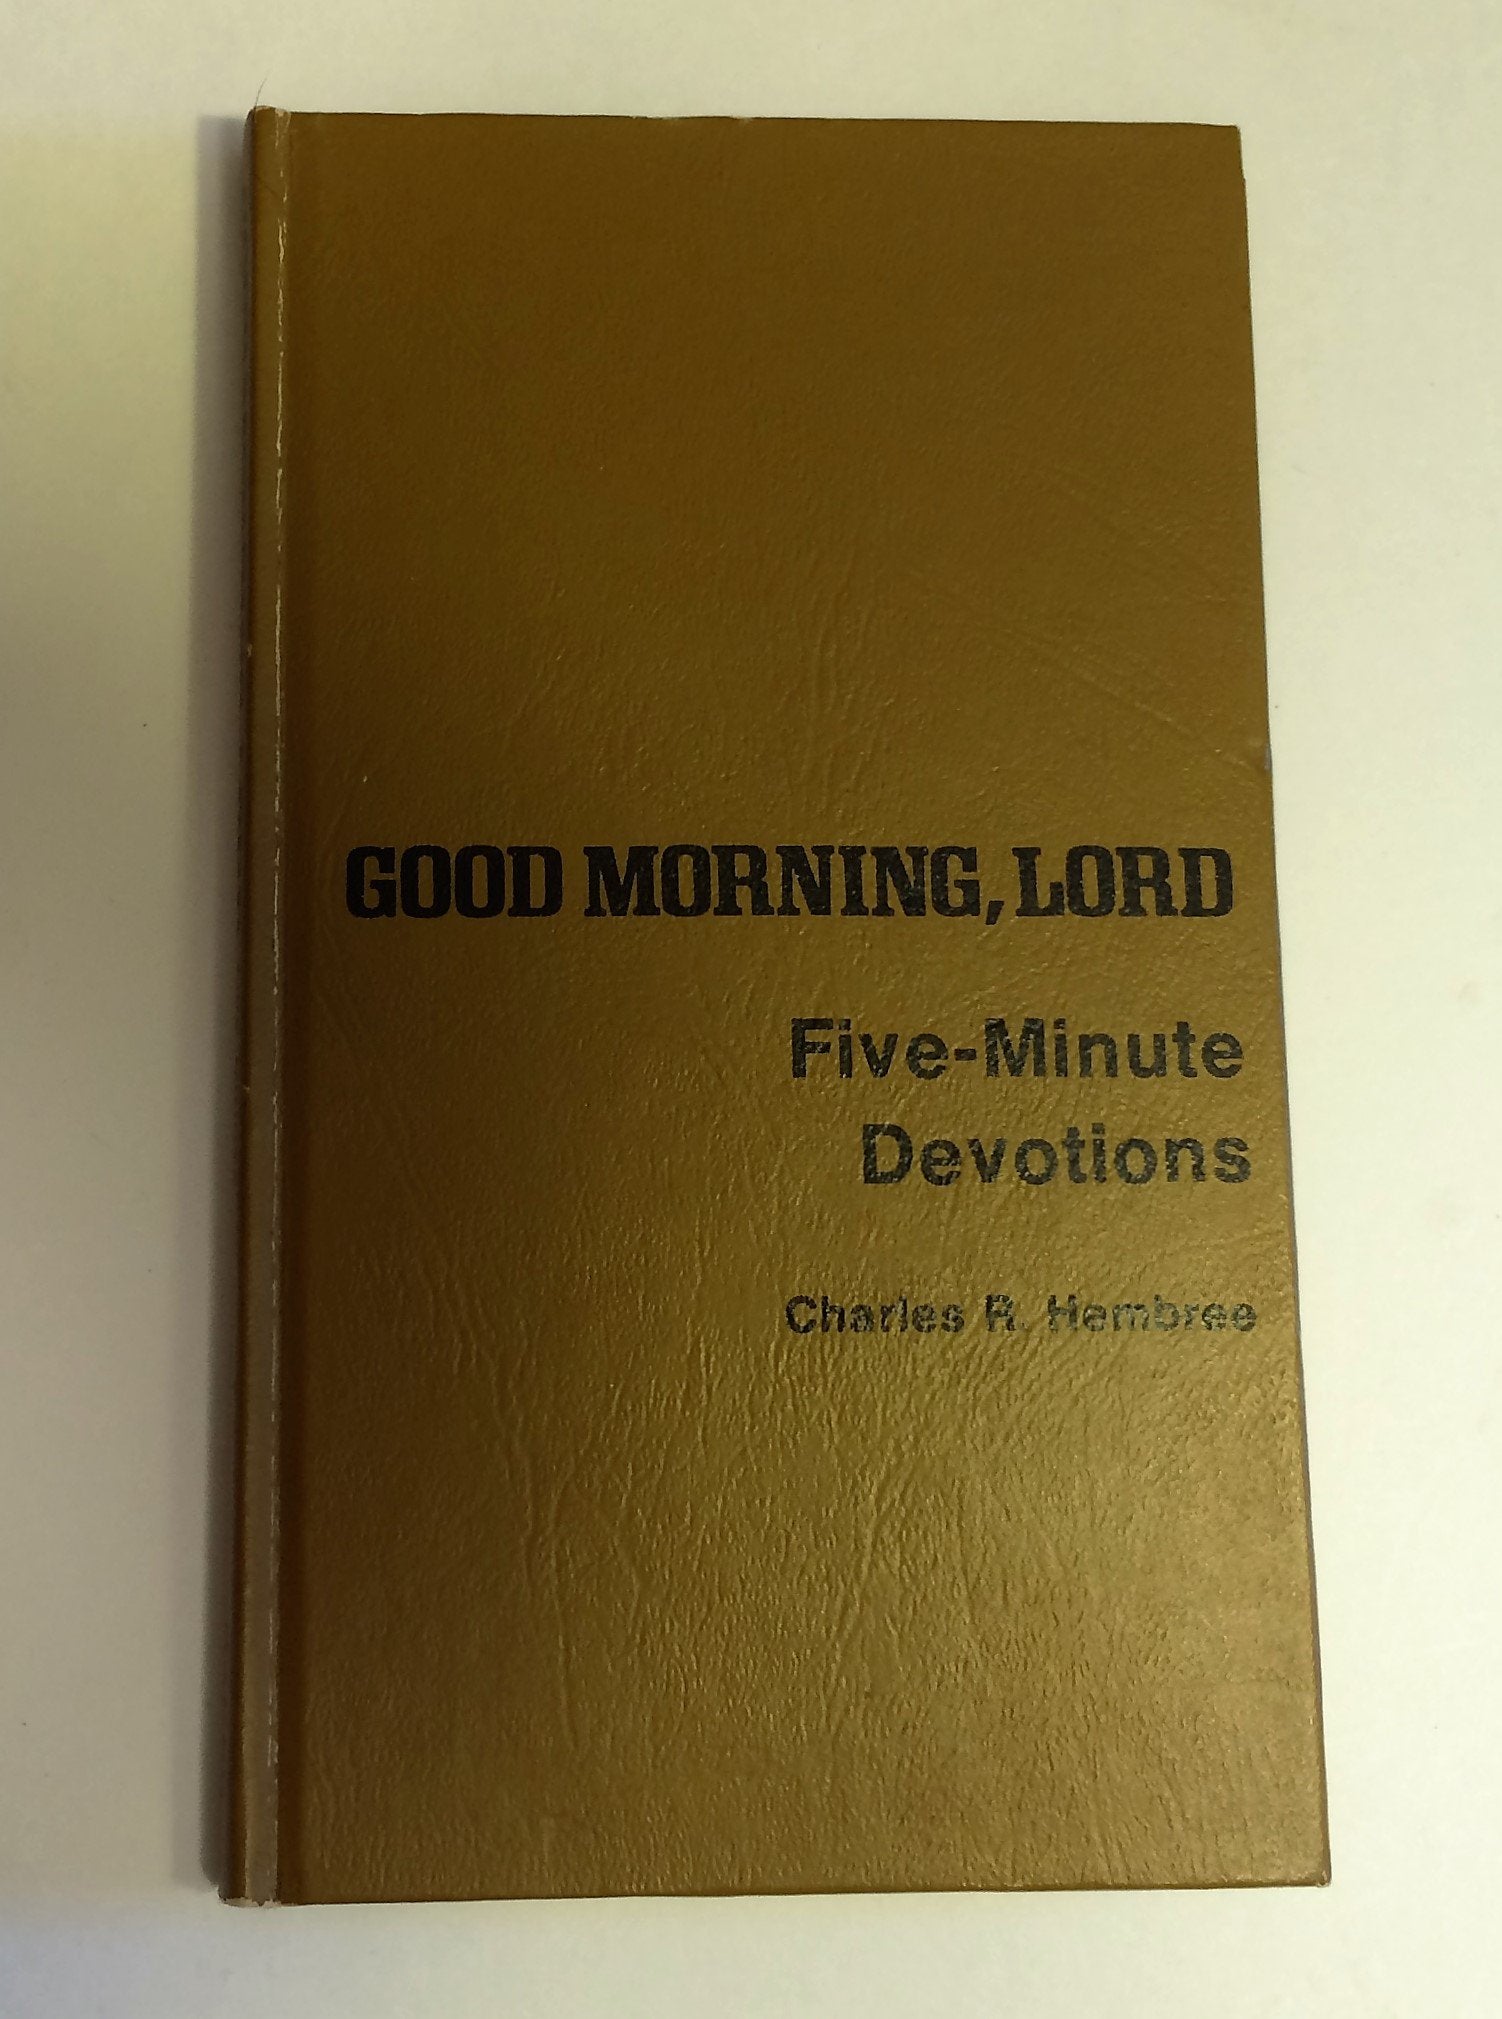 GOOD MORNING, LORD
Five-Minute
Devotions
Charles R. Hembree